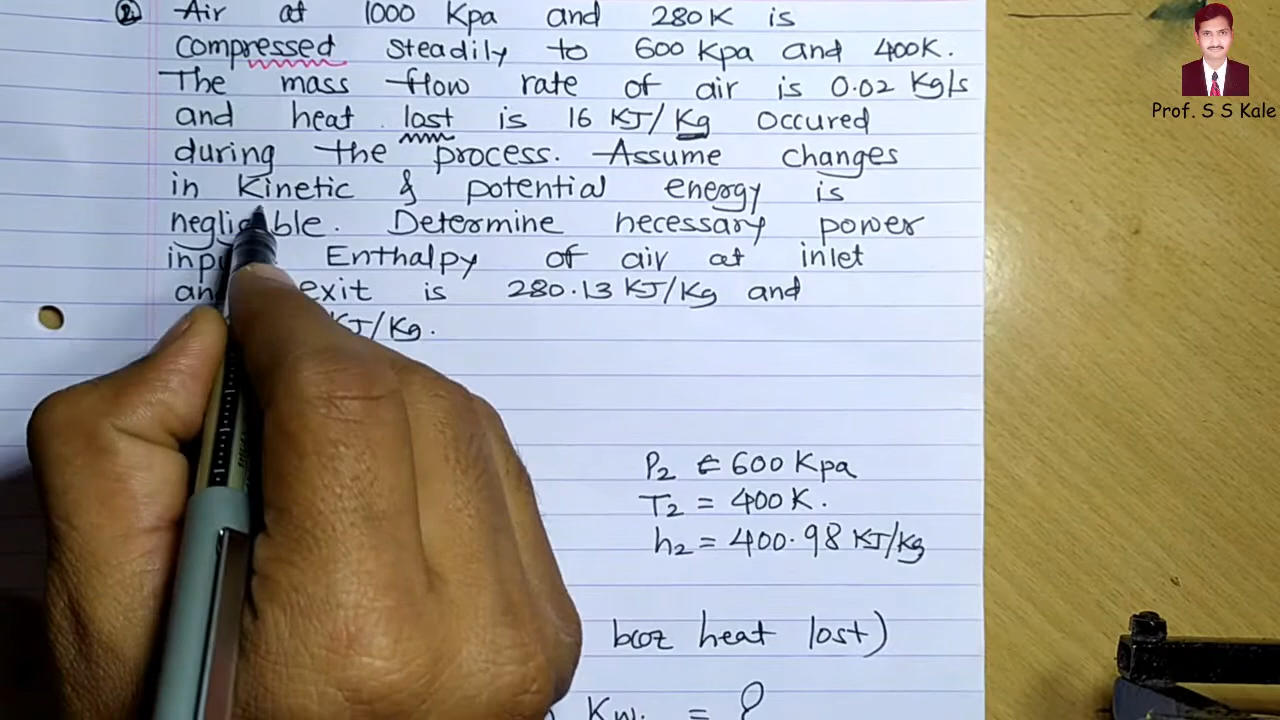 ② Air at 1000 Kpa and 280K is
compressed steadily to 600 Kpa and 400K.
The mass flow rate of air is 0.02 Kg/s
and heat lost is 16 KJ/Kg occured
during the process. Assume changes
in Kinetic & potential energy is
negligible. Determine necessary power
Enthalpy of air at inlet
exit is 280.13 KJ/Kg and
KJ/Kg.
P2 = 600 Kpa
T2 = 400 K.
h2 = 400.98 KJ/Kg
bcoz heat lost)
Kw. = ?
Prof. S S Kale